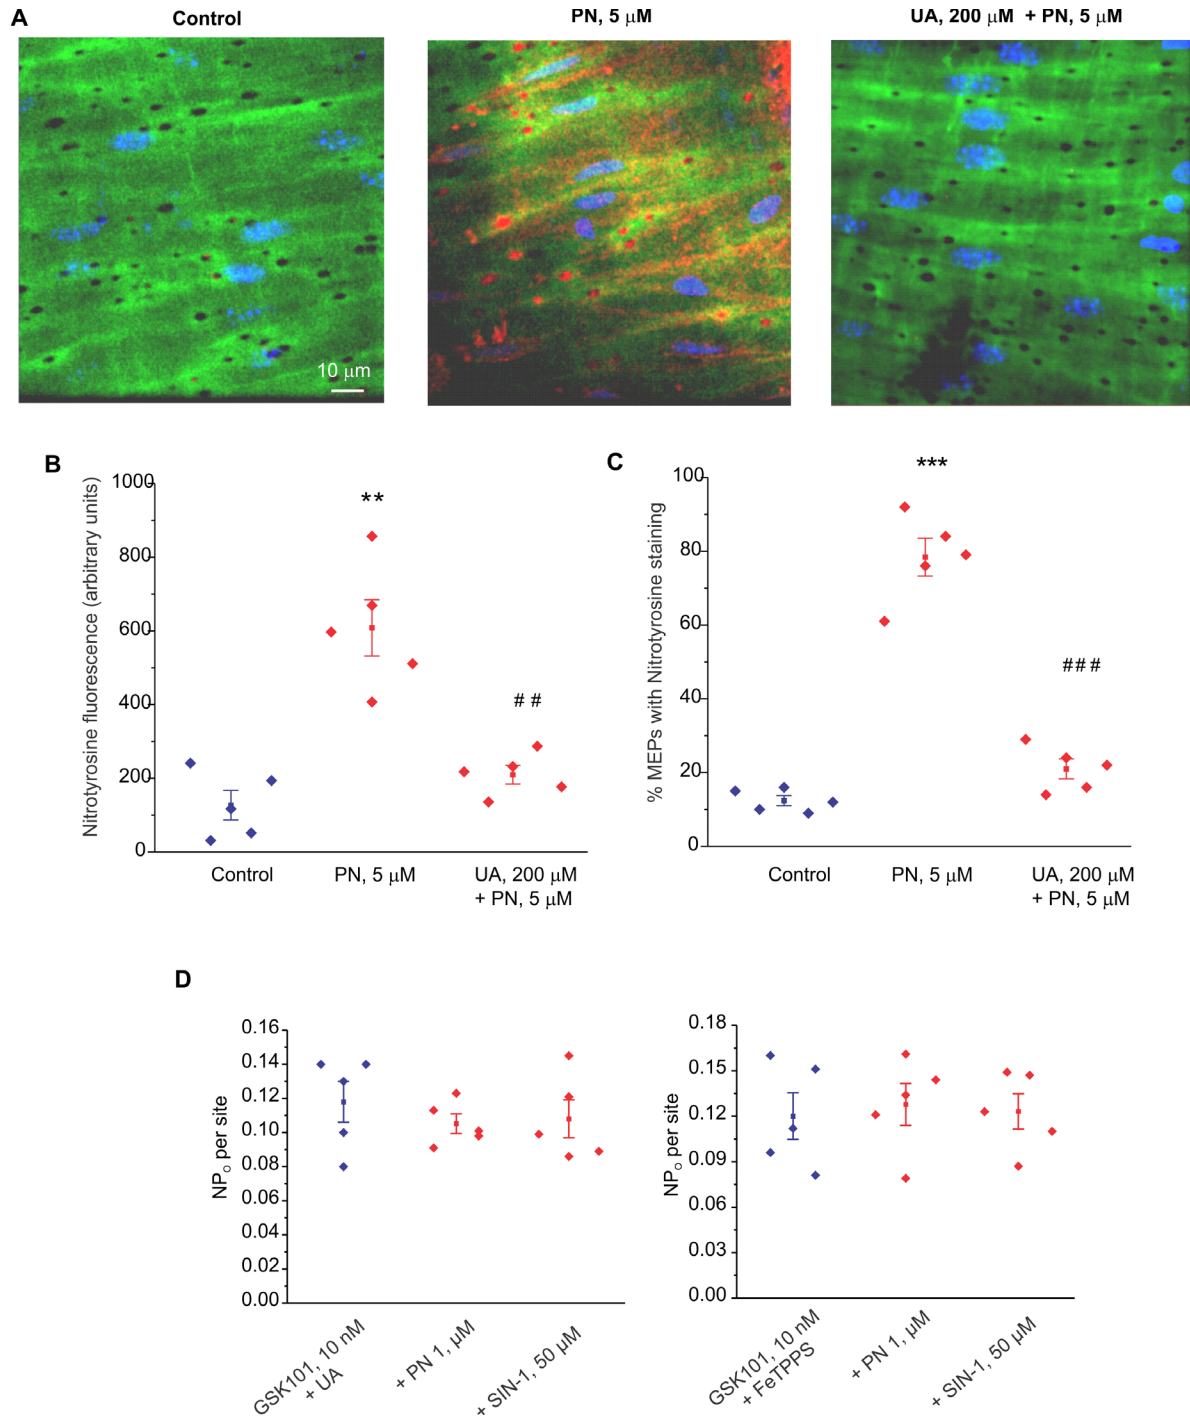 A
Control
PN, 5 μM
UA, 200 μM + PN, 5 μM
10 μm
B
Nitrotyrosine fluorescence (arbitrary units)
1000
800
600
400
200
0
**
# #
Control
PN, 5 μM
UA, 200 μM
+ PN, 5 μM
C
% MEPs with Nitrotyrosine staining
100
80
60
40
20
0
***
# # #
Control
PN, 5 μM
UA, 200 μM
+ PN, 5 μM
D
NPO per site
0.16
0.14
0.12
0.10
0.08
0.06
0.04
0.02
0.00
GSK101, 10 nM
+ UA
+ PN 1, μM
+ SIN-1, 50 μM
NPO per site
0.18
0.15
0.12
0.09
0.06
0.03
0.00
GSK101, 10 nM
+ FeTPPS
+ PN 1, μM
+ SIN-1, 50 μM